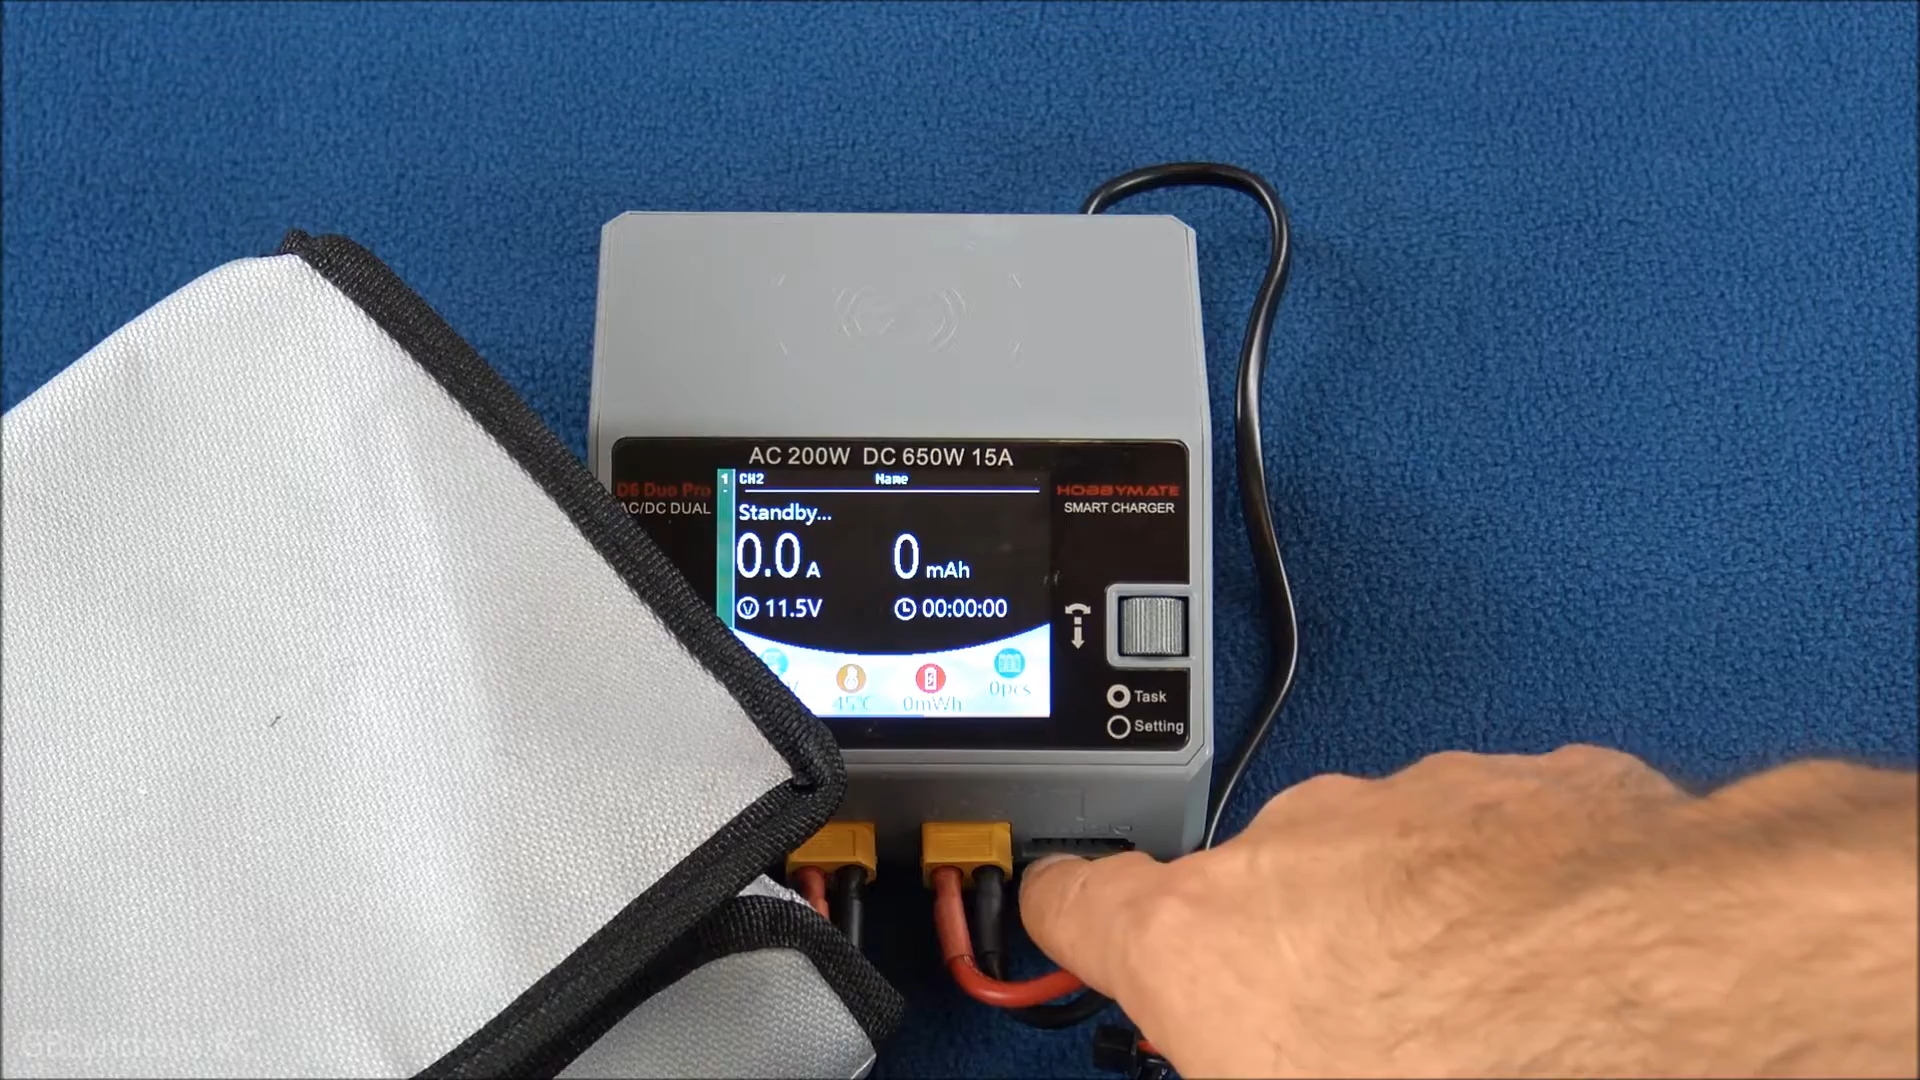 AC 200W DC 650W 15A
D6 Duo Pro
AC/DC DUAL
HOBBYMATE
SMART CHARGER
1 CH2 Name
Standby...
0.0 A 0 mAh
11.5V 00:00:00
45°C 0mWh 0pcs
Task
Setting